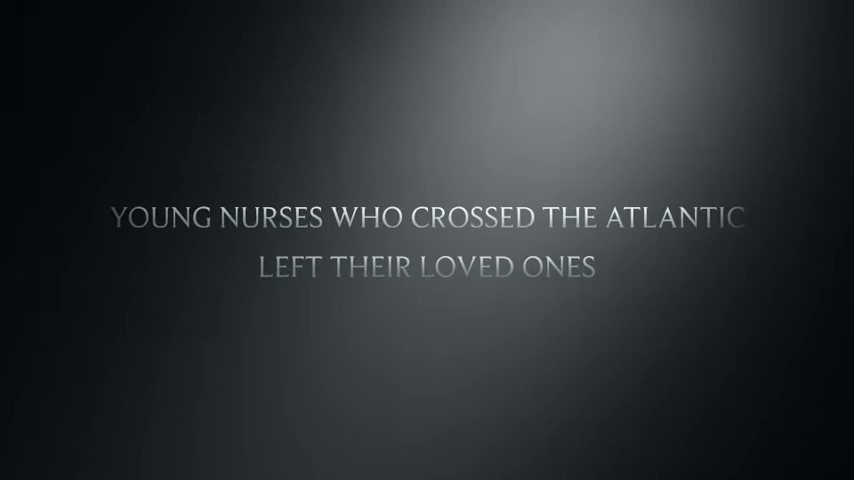 YOUNG NURSES WHO CROSSED THE ATLANTIC
LEFT THEIR LOVED ONES